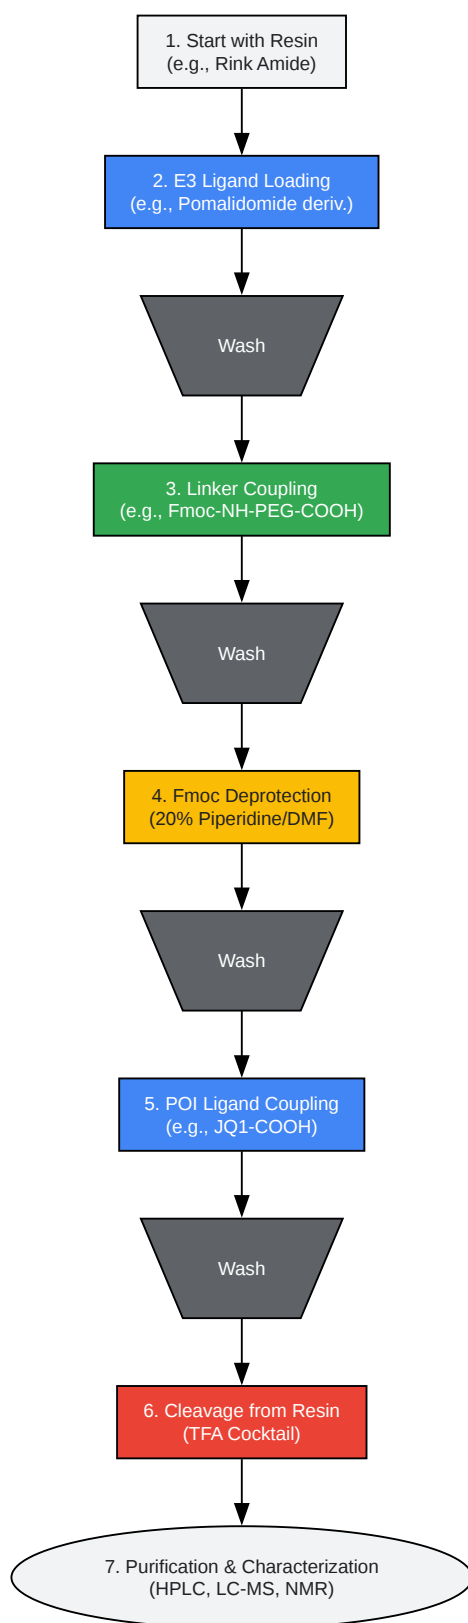 1. Start with Resin
(e.g., Rink Amide)
2. E3 Ligand Loading
(e.g., Pomalidomide deriv.)
Wash
3. Linker Coupling
(e.g., Fmoc-NH-PEG-COOH)
Wash
4. Fmoc Deprotection
(20% Piperidine/DMF)
Wash
5. POI Ligand Coupling
(e.g., JQ1-COOH)
Wash
6. Cleavage from Resin
(TFA Cocktail)
7. Purification & Characterization
(HPLC, LC-MS, NMR)